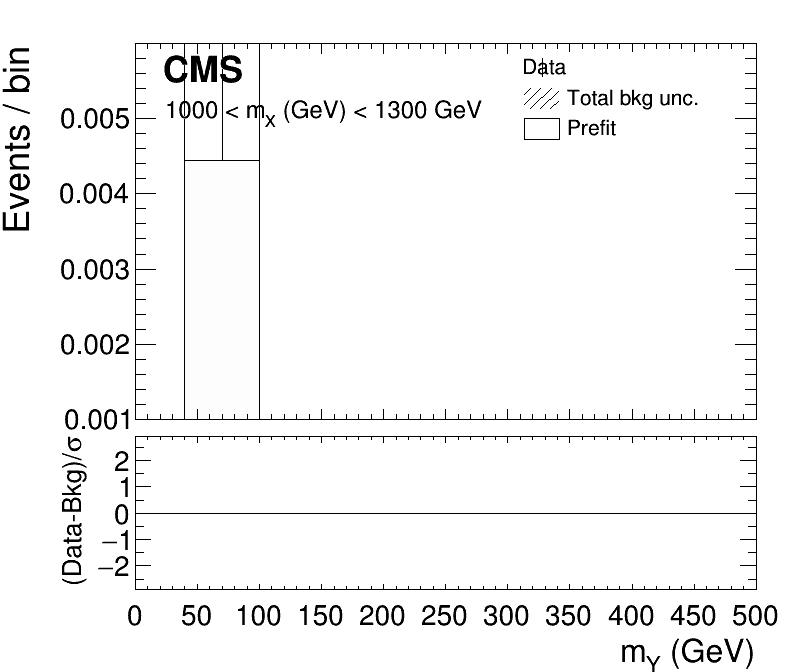 CMS
1000 < mX (GeV) < 1300 GeV
Data
Total bkg unc.
Prefit
Events / bin
0.005
0.004
0.003
0.002
0.001
(Data-Bkg)/σ
2
1
0
−1
−2
0 50 100 150 200 250 300 350 400 450 500
mY (GeV)